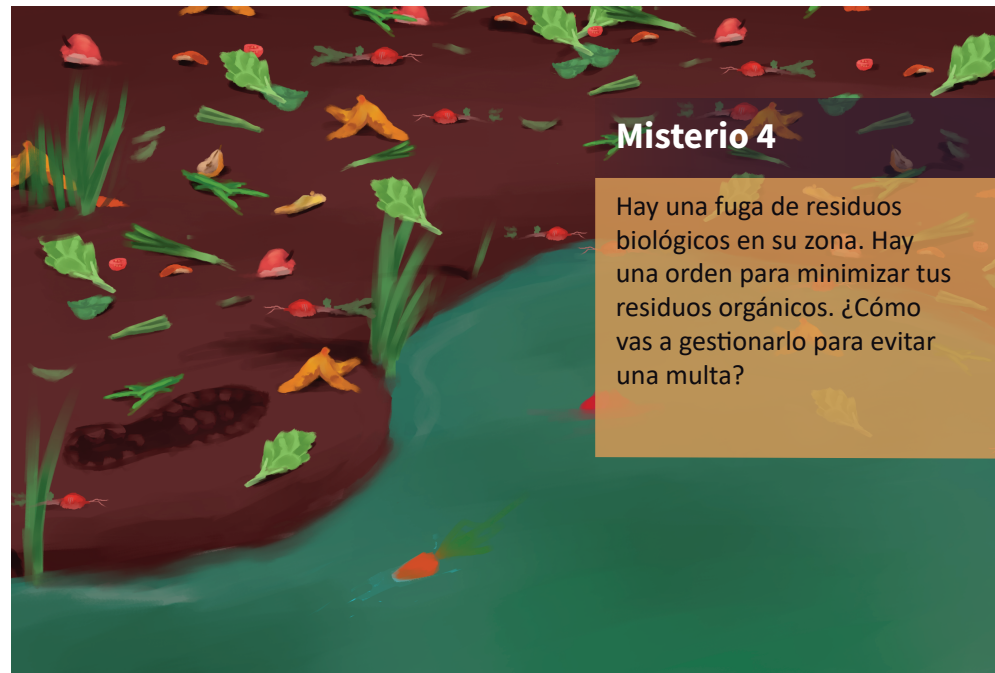 Misterio 4
Hay una fuga de residuos
biológicos en su zona. Hay
una orden para minimizar tus
residuos orgánicos. ¿Cómo
vas a gestionarlo para evitar
una multa?